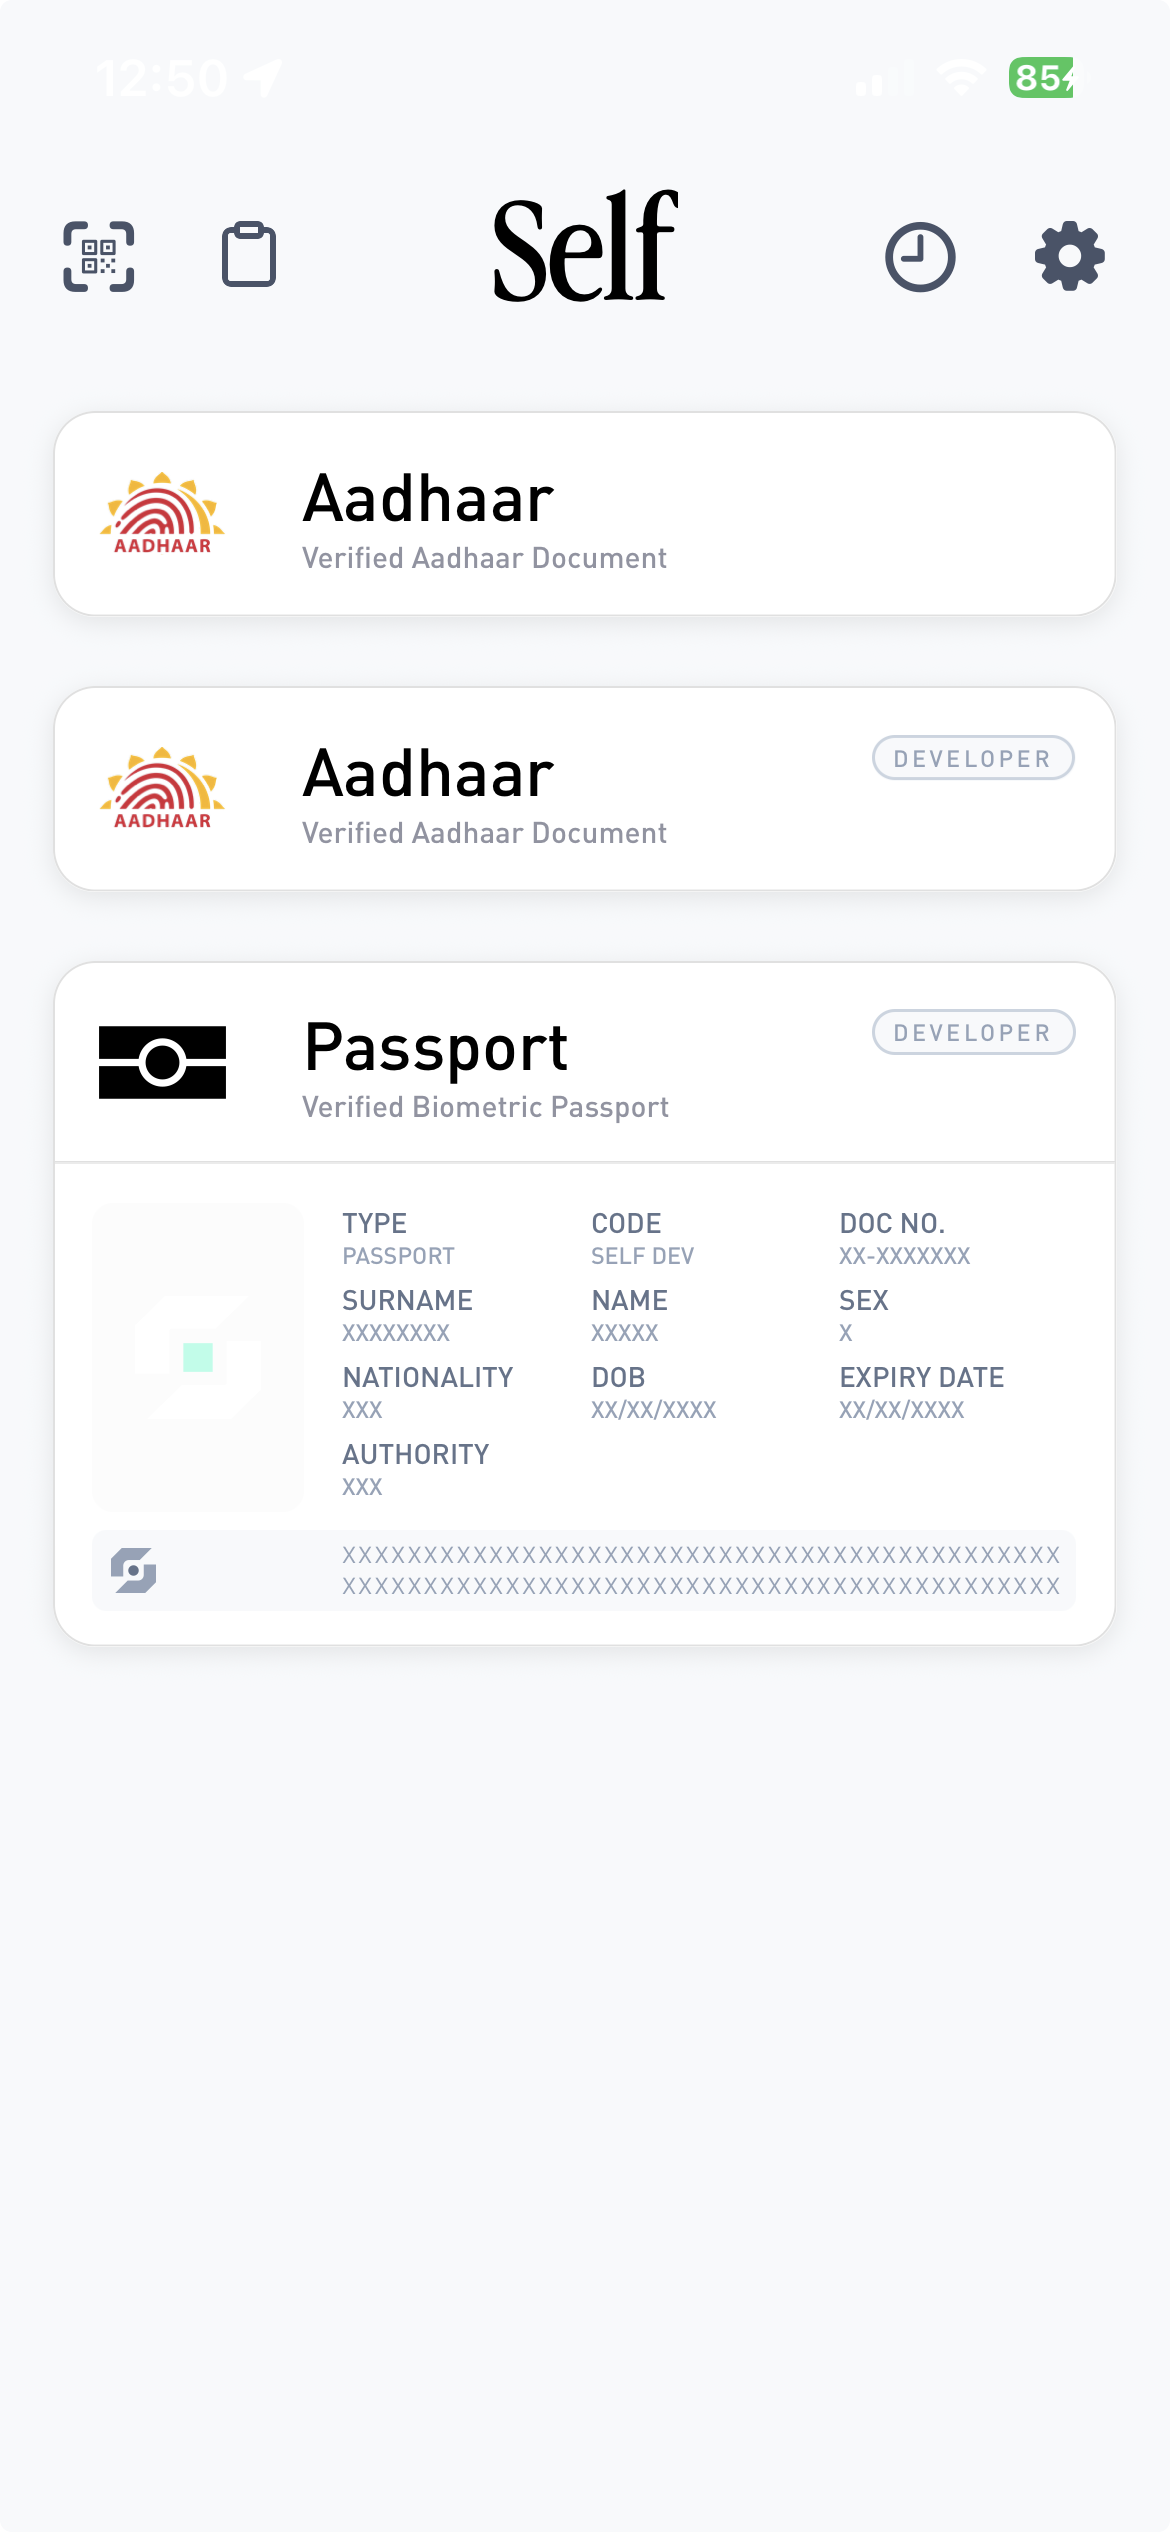 12:50
85
Self
AADHAAR
Aadhaar
Verified Aadhaar Document
AADHAAR
Aadhaar
DEVELOPER
Verified Aadhaar Document
Passport
DEVELOPER
Verified Biometric Passport
TYPE CODE DOC NO.
PASSPORT SELF DEV XX-XXXXXXX
SURNAME NAME SEX
XXXXXXXX XXXXX X
NATIONALITY DOB EXPIRY DATE
XXX XX/XX/XXXX XX/XX/XXXX
AUTHORITY
XXX
XXXXXXXXXXXXXXXXXXXXXXXXXXXXXXXXXXXXXXXXXXXX
XXXXXXXXXXXXXXXXXXXXXXXXXXXXXXXXXXXXXXXXXXXX